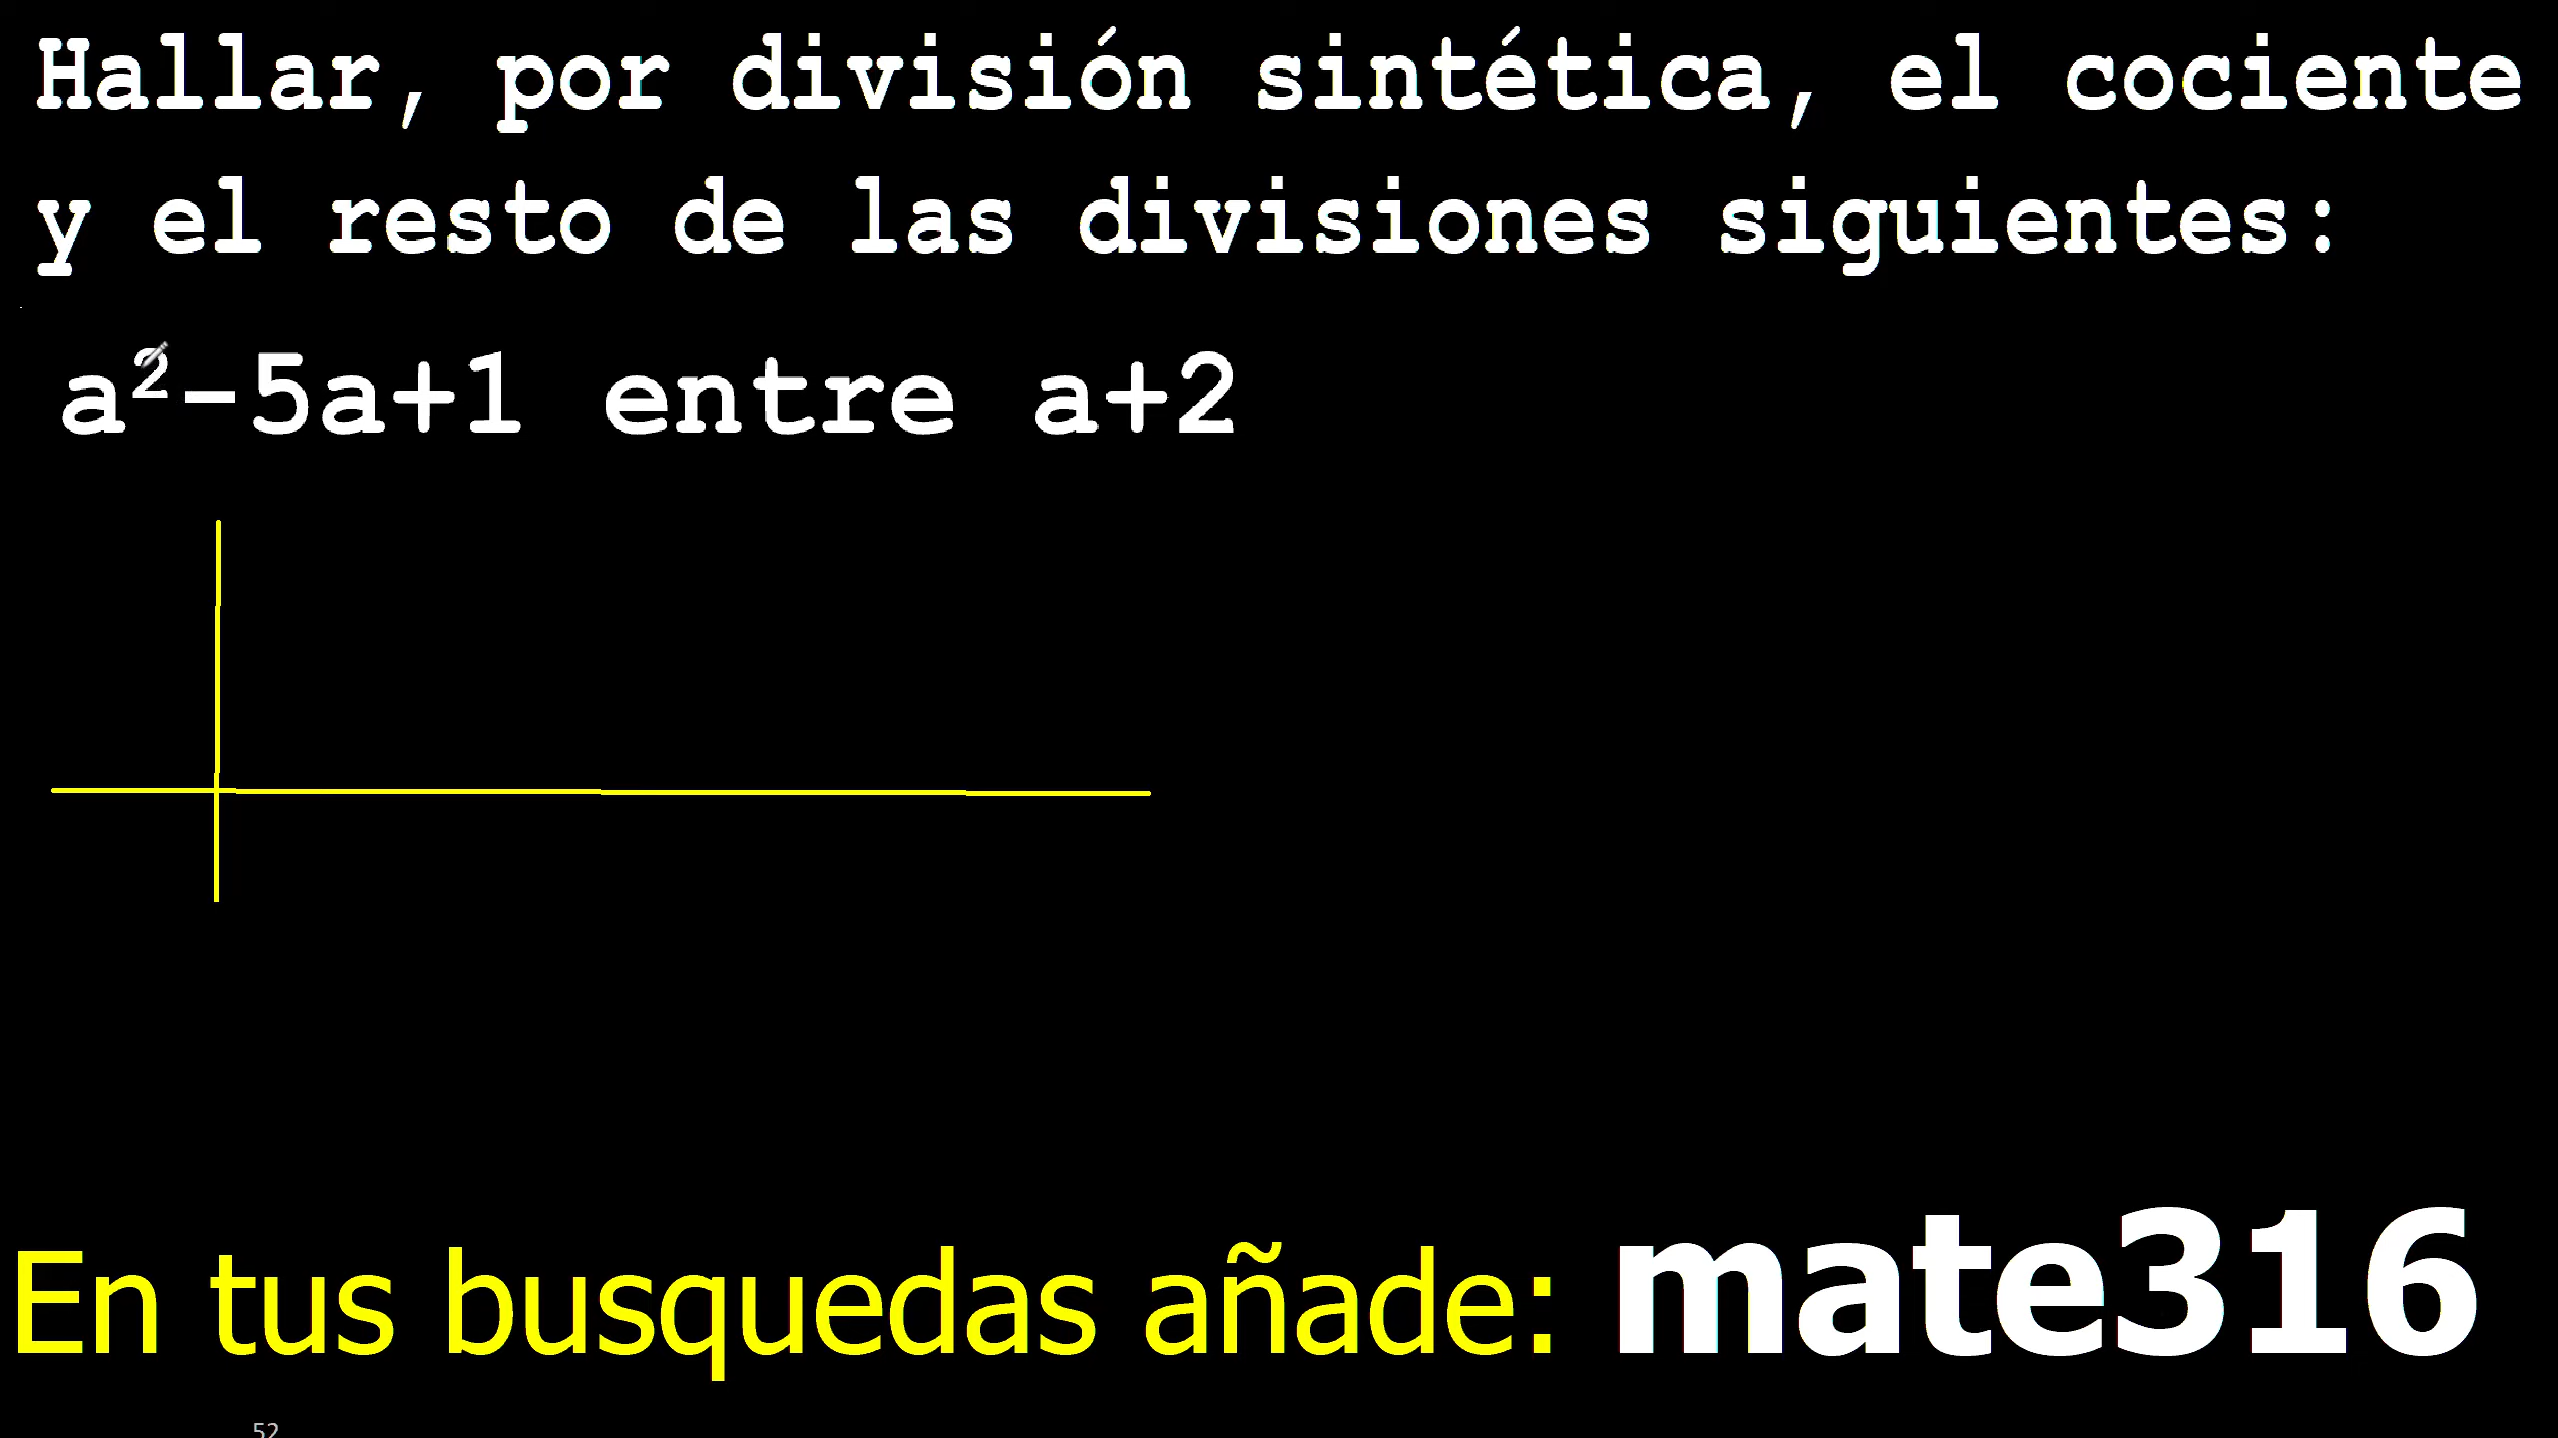 Hallar, por división sintética, el cociente
y el resto de las divisiones siguientes:
a²-5a+1 entre a+2
En tus busquedas añade: mate316
52